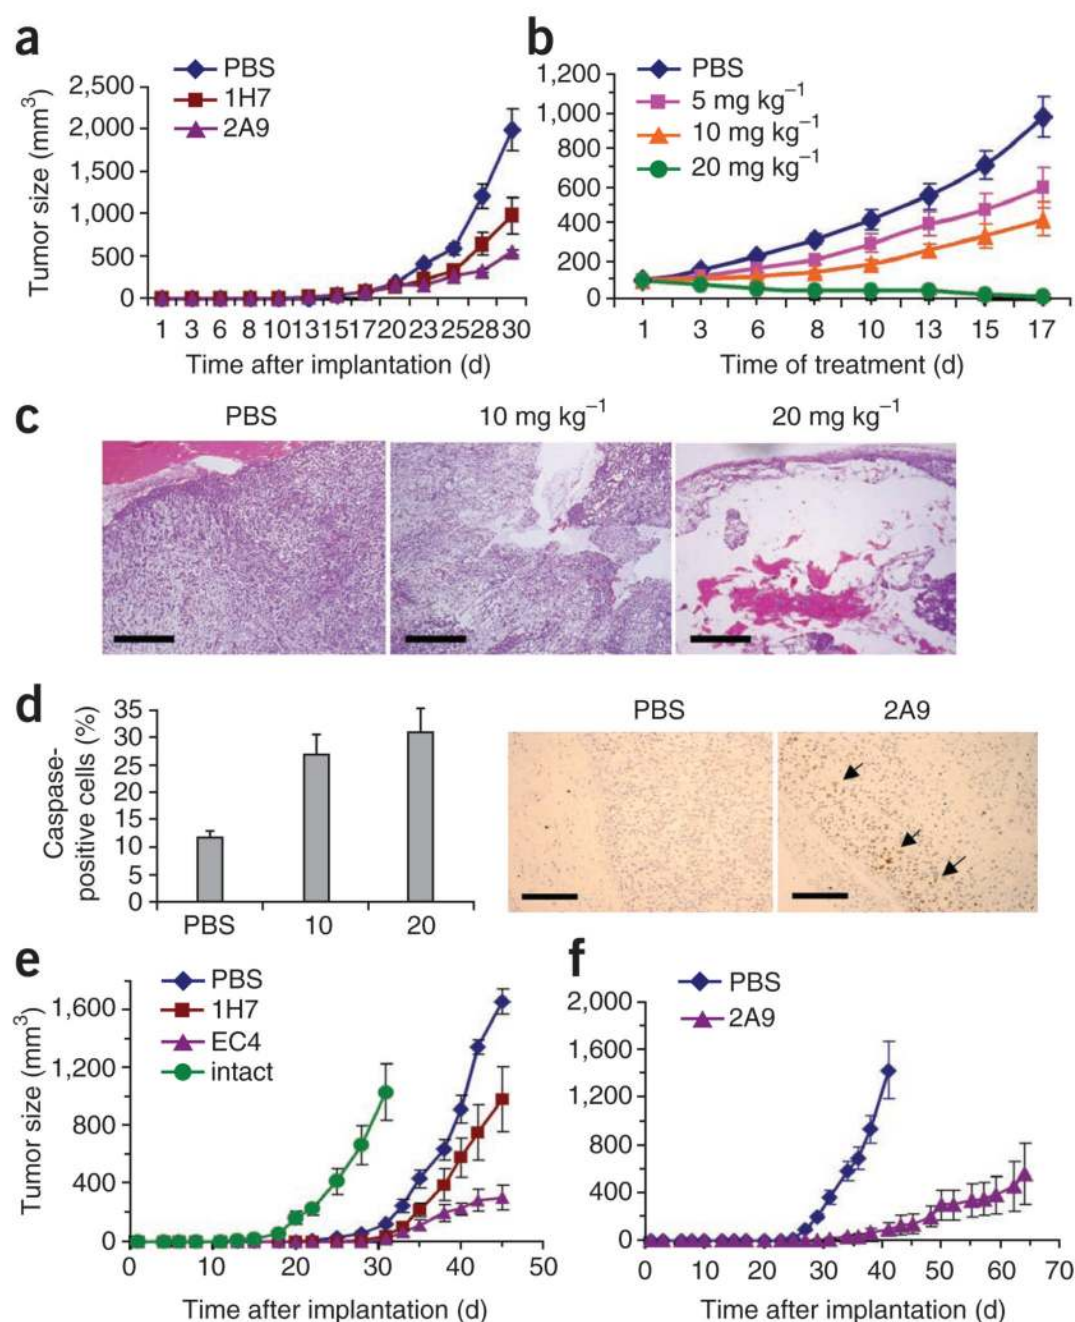 a
PBS
1H7
2A9
Tumor size (mm³)
2,500
2,000
1,500
1,000
500
0
1 3 6 8 10 13 15 17 20 23 25 28 30
Time after implantation (d)
b
PBS
5 mg kg⁻¹
10 mg kg⁻¹
20 mg kg⁻¹
1,200
1,000
800
600
400
200
0
1 3 6 8 10 13 15 17
Time of treatment (d)
c
PBS 10 mg kg⁻¹ 20 mg kg⁻¹
d
Caspase-
positive cells (%)
35
30
25
20
15
10
5
0
PBS 10 20
PBS 2A9
e
PBS
1H7
EC4
intact
Tumor size (mm³)
1,600
1,200
800
400
0
0 10 20 30 40 50
Time after implantation (d)
f
PBS
2A9
2,000
1,600
1,200
800
400
0
0 10 20 30 40 50 60 70
Time after implantation (d)